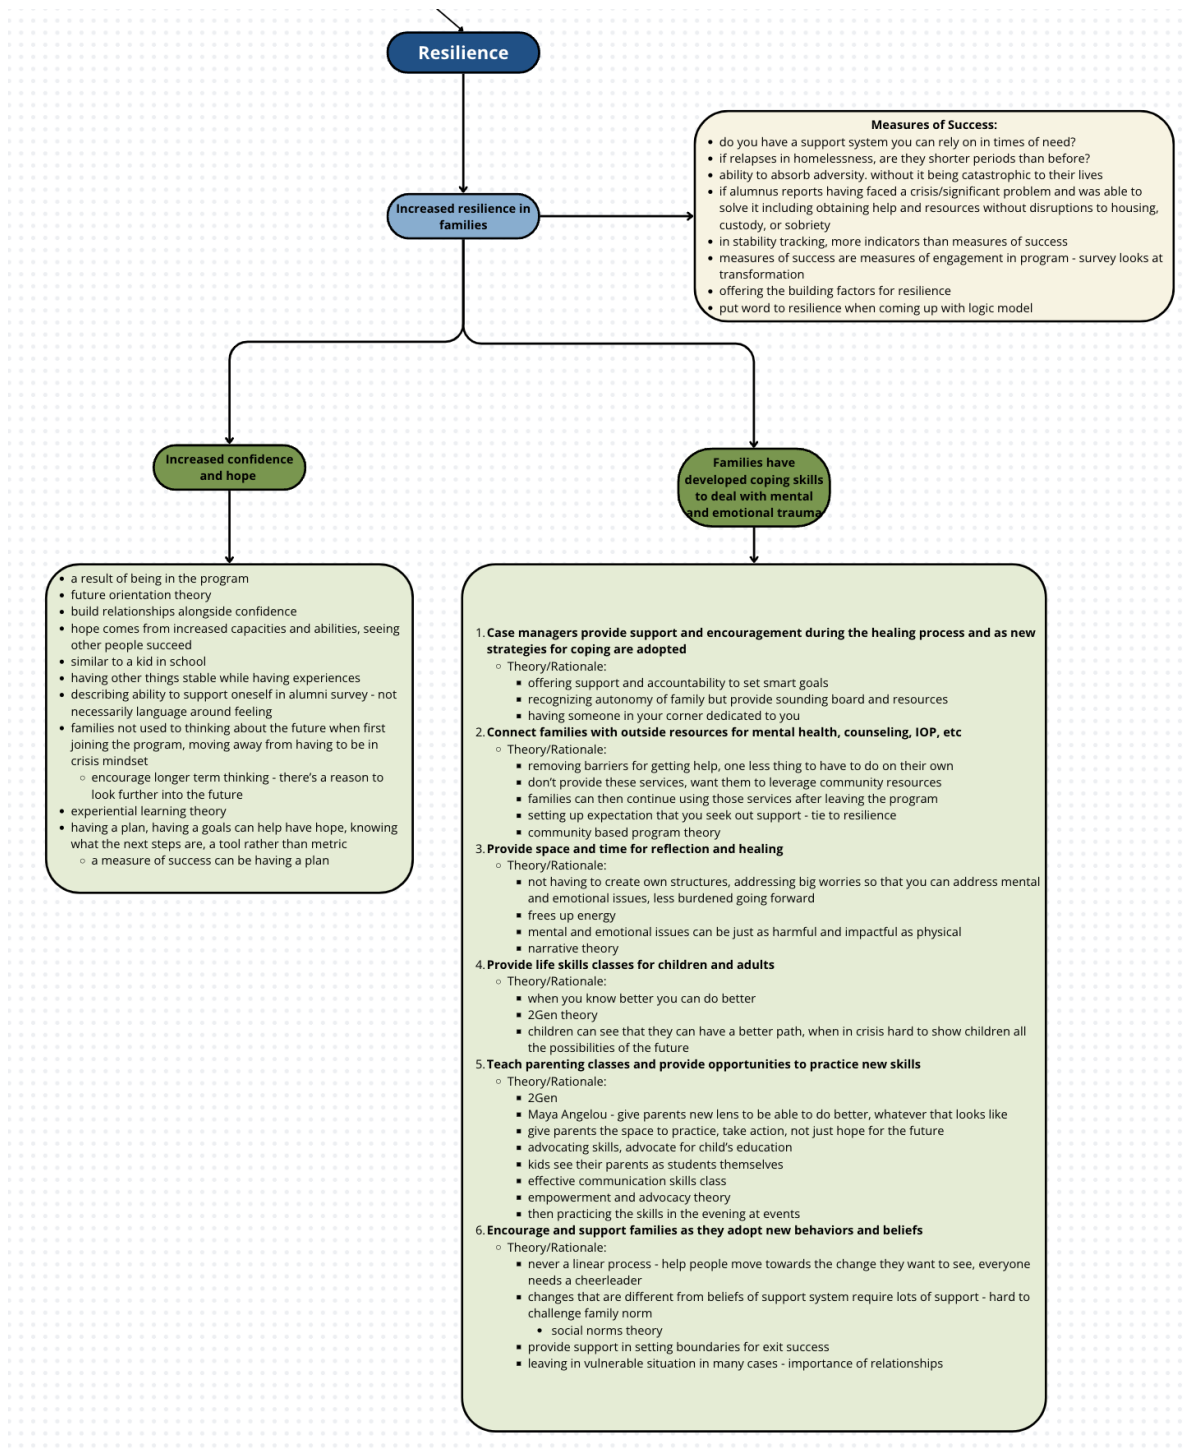 Resilience
Measures of Success:
• do you have a support system you can rely on in times of need?
• if relapses in homelessness, are they shorter periods than before?
• ability to absorb adversity. without it being catastrophic to their lives
• if alumnus reports having faced a crisis/significant problem and was able to
solve it including obtaining help and resources without disruptions to housing,
custody, or sobriety
• in stability tracking, more indicators than measures of success
• measures of success are measures of engagement in program - survey looks at
transformation
• offering the building factors for resilience
• put word to resilience when coming up with logic model
Increased resilience in
families
Increased confidence
and hope
• a result of being in the program
• future orientation theory
• build relationships alongside confidence
• hope comes from increased capacities and abilities, seeing
other people succeed
• similar to a kid in school
• having other things stable while having experiences
• describing ability to support oneself in alumni survey - not
necessarily language around feeling
• families not used to thinking about the future when first
joining the program, moving away from having to be in
crisis mindset
○ encourage longer term thinking - there's a reason to
look further into the future
• experiential learning theory
• having a plan, having a goals can help have hope, knowing
what the next steps are, a tool rather than metric
○ a measure of success can be having a plan
Families have
developed coping skills
to deal with mental
and emotional trauma
1. Case managers provide support and encouragement during the healing process and as new
strategies for coping are adopted
○ Theory/Rationale:
▪ offering support and accountability to set smart goals
▪ recognizing autonomy of family but provide sounding board and resources
▪ having someone in your corner dedicated to you
2. Connect families with outside resources for mental health, counseling, IOP, etc
○ Theory/Rationale:
▪ removing barriers for getting help, one less thing to have to do on their own
▪ don't provide these services, want them to leverage community resources
▪ families can then continue using those services after leaving the program
▪ setting up expectation that you seek out support - tie to resilience
▪ community based program theory
3. Provide space and time for reflection and healing
○ Theory/Rationale:
▪ not having to create own structures, addressing big worries so that you can address mental
and emotional issues, less burdened going forward
▪ frees up energy
▪ mental and emotional issues can be just as harmful and impactful as physical
▪ narrative theory
4. Provide life skills classes for children and adults
○ Theory/Rationale:
▪ when you know better you can do better
▪ 2Gen theory
▪ children can see that they can have a better path, when in crisis hard to show children all
the possibilities of the future
5. Teach parenting classes and provide opportunities to practice new skills
○ Theory/Rationale:
▪ 2Gen
▪ Maya Angelou - give parents new lens to be able to do better, whatever that looks like
▪ give parents the space to practice, take action, not just hope for the future
▪ advocating skills, advocate for child's education
▪ kids see their parents as students themselves
▪ effective communication skills class
▪ empowerment and advocacy theory
▪ then practicing the skills in the evening at events
6. Encourage and support families as they adopt new behaviors and beliefs
○ Theory/Rationale:
▪ never a linear process - help people move towards the change they want to see, everyone
needs a cheerleader
▪ changes that are different from beliefs of support system require lots of support - hard to
challenge family norm
• social norms theory
▪ provide support in setting boundaries for exit success
▪ leaving in vulnerable situation in many cases - importance of relationships